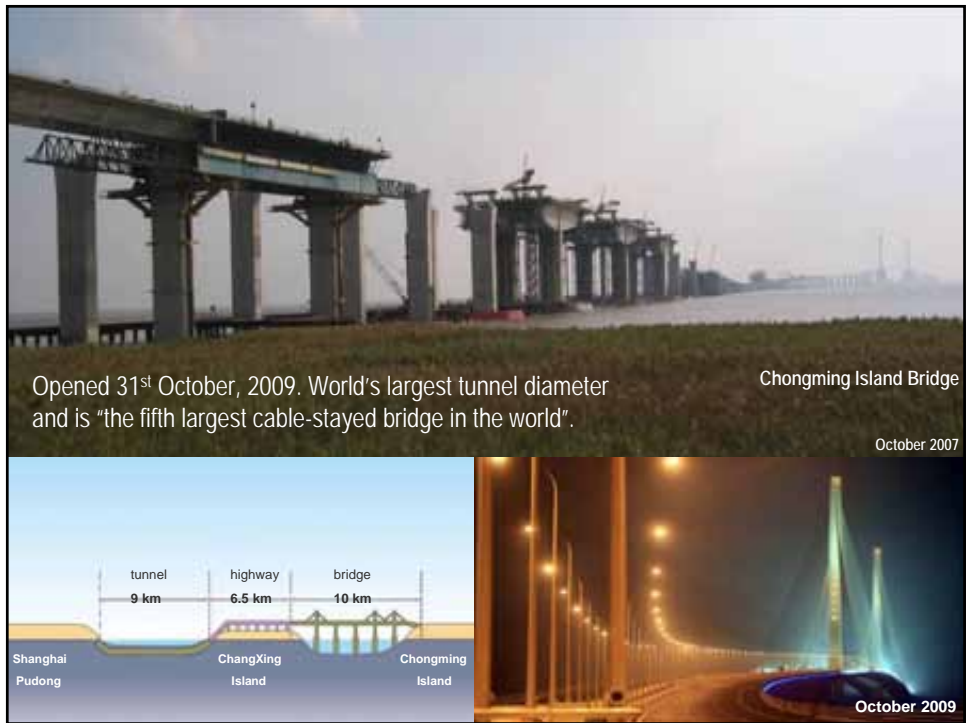 Opened 31st October, 2009. World's largest tunnel diameter
and is “the fifth largest cable-stayed bridge in the world”.
Chongming Island Bridge
October 2007
tunnel
highway
bridge
9 km
6.5 km
10 km
Shanghai
Pudong
ChangXing
Island
Chongming
Island
October 2009